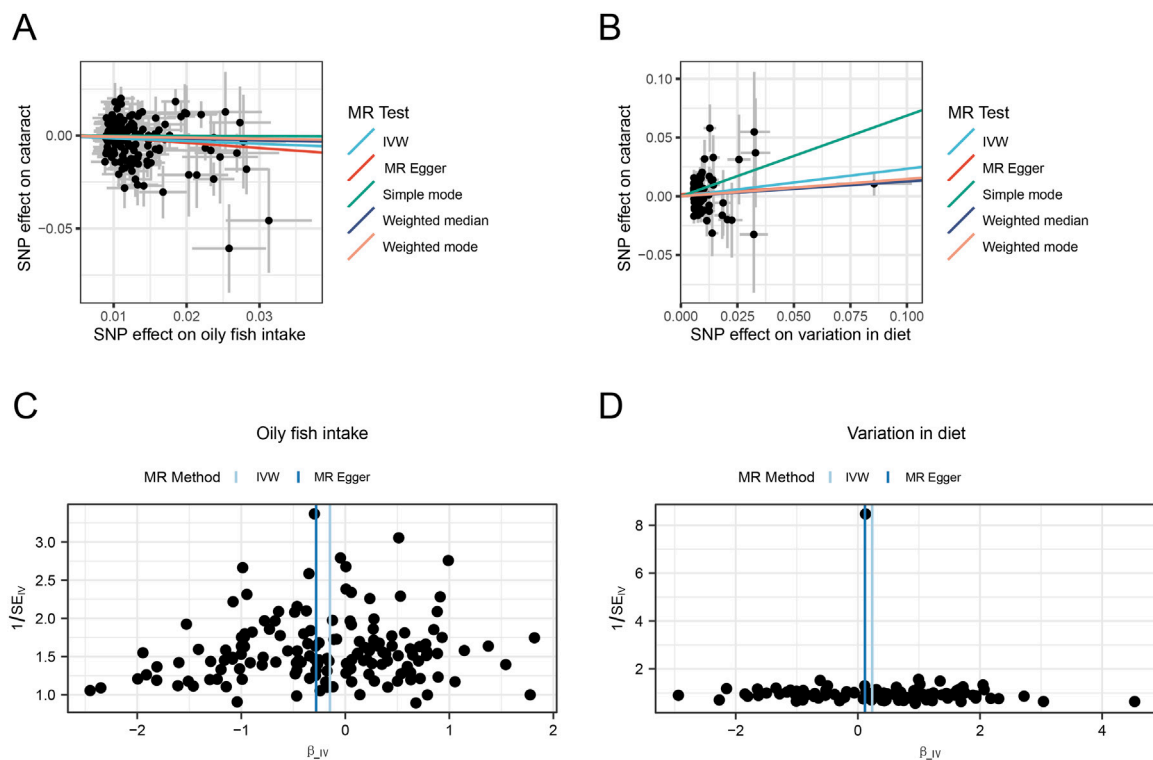 A
SNP effect on cataract
0.00
−0.05
0.01 0.02 0.03
SNP effect on oily fish intake
MR Test
IVW
MR Egger
Simple mode
Weighted median
Weighted mode
B
SNP effect on cataract
0.10
0.05
0.00
−0.05
0.000 0.025 0.050 0.075 0.100
SNP effect on variation in diet
MR Test
IVW
MR Egger
Simple mode
Weighted median
Weighted mode
C
Oily fish intake
MR Method IVW MR Egger
1/SE_IV
3.0
2.5
2.0
1.5
1.0
−2 −1 0 1 2
β_IV
D
Variation in diet
MR Method IVW MR Egger
1/SE_IV
8
6
4
2
−2 0 2 4
β_IV